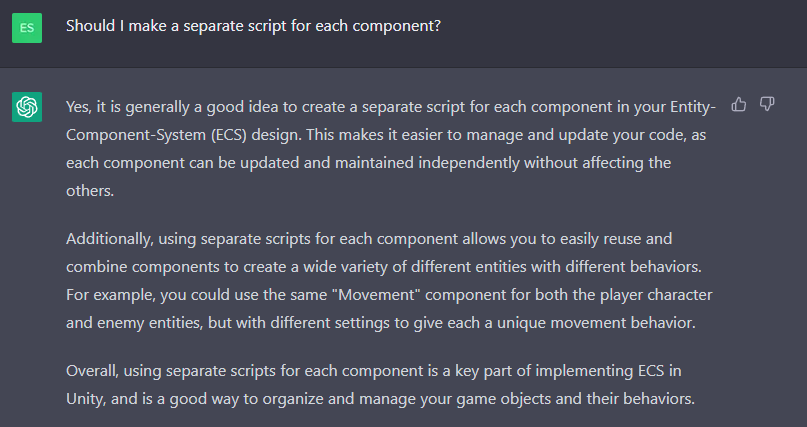 ES
Should I make a separate script for each component?
Yes, it is generally a good idea to create a separate script for each component in your Entity-
Component-System (ECS) design. This makes it easier to manage and update your code, as
each component can be updated and maintained independently without affecting the
others.
Additionally, using separate scripts for each component allows you to easily reuse and
combine components to create a wide variety of different entities with different behaviors.
For example, you could use the same "Movement" component for both the player character
and enemy entities, but with different settings to give each a unique movement behavior.
Overall, using separate scripts for each component is a key part of implementing ECS in
Unity, and is a good way to organize and manage your game objects and their behaviors.